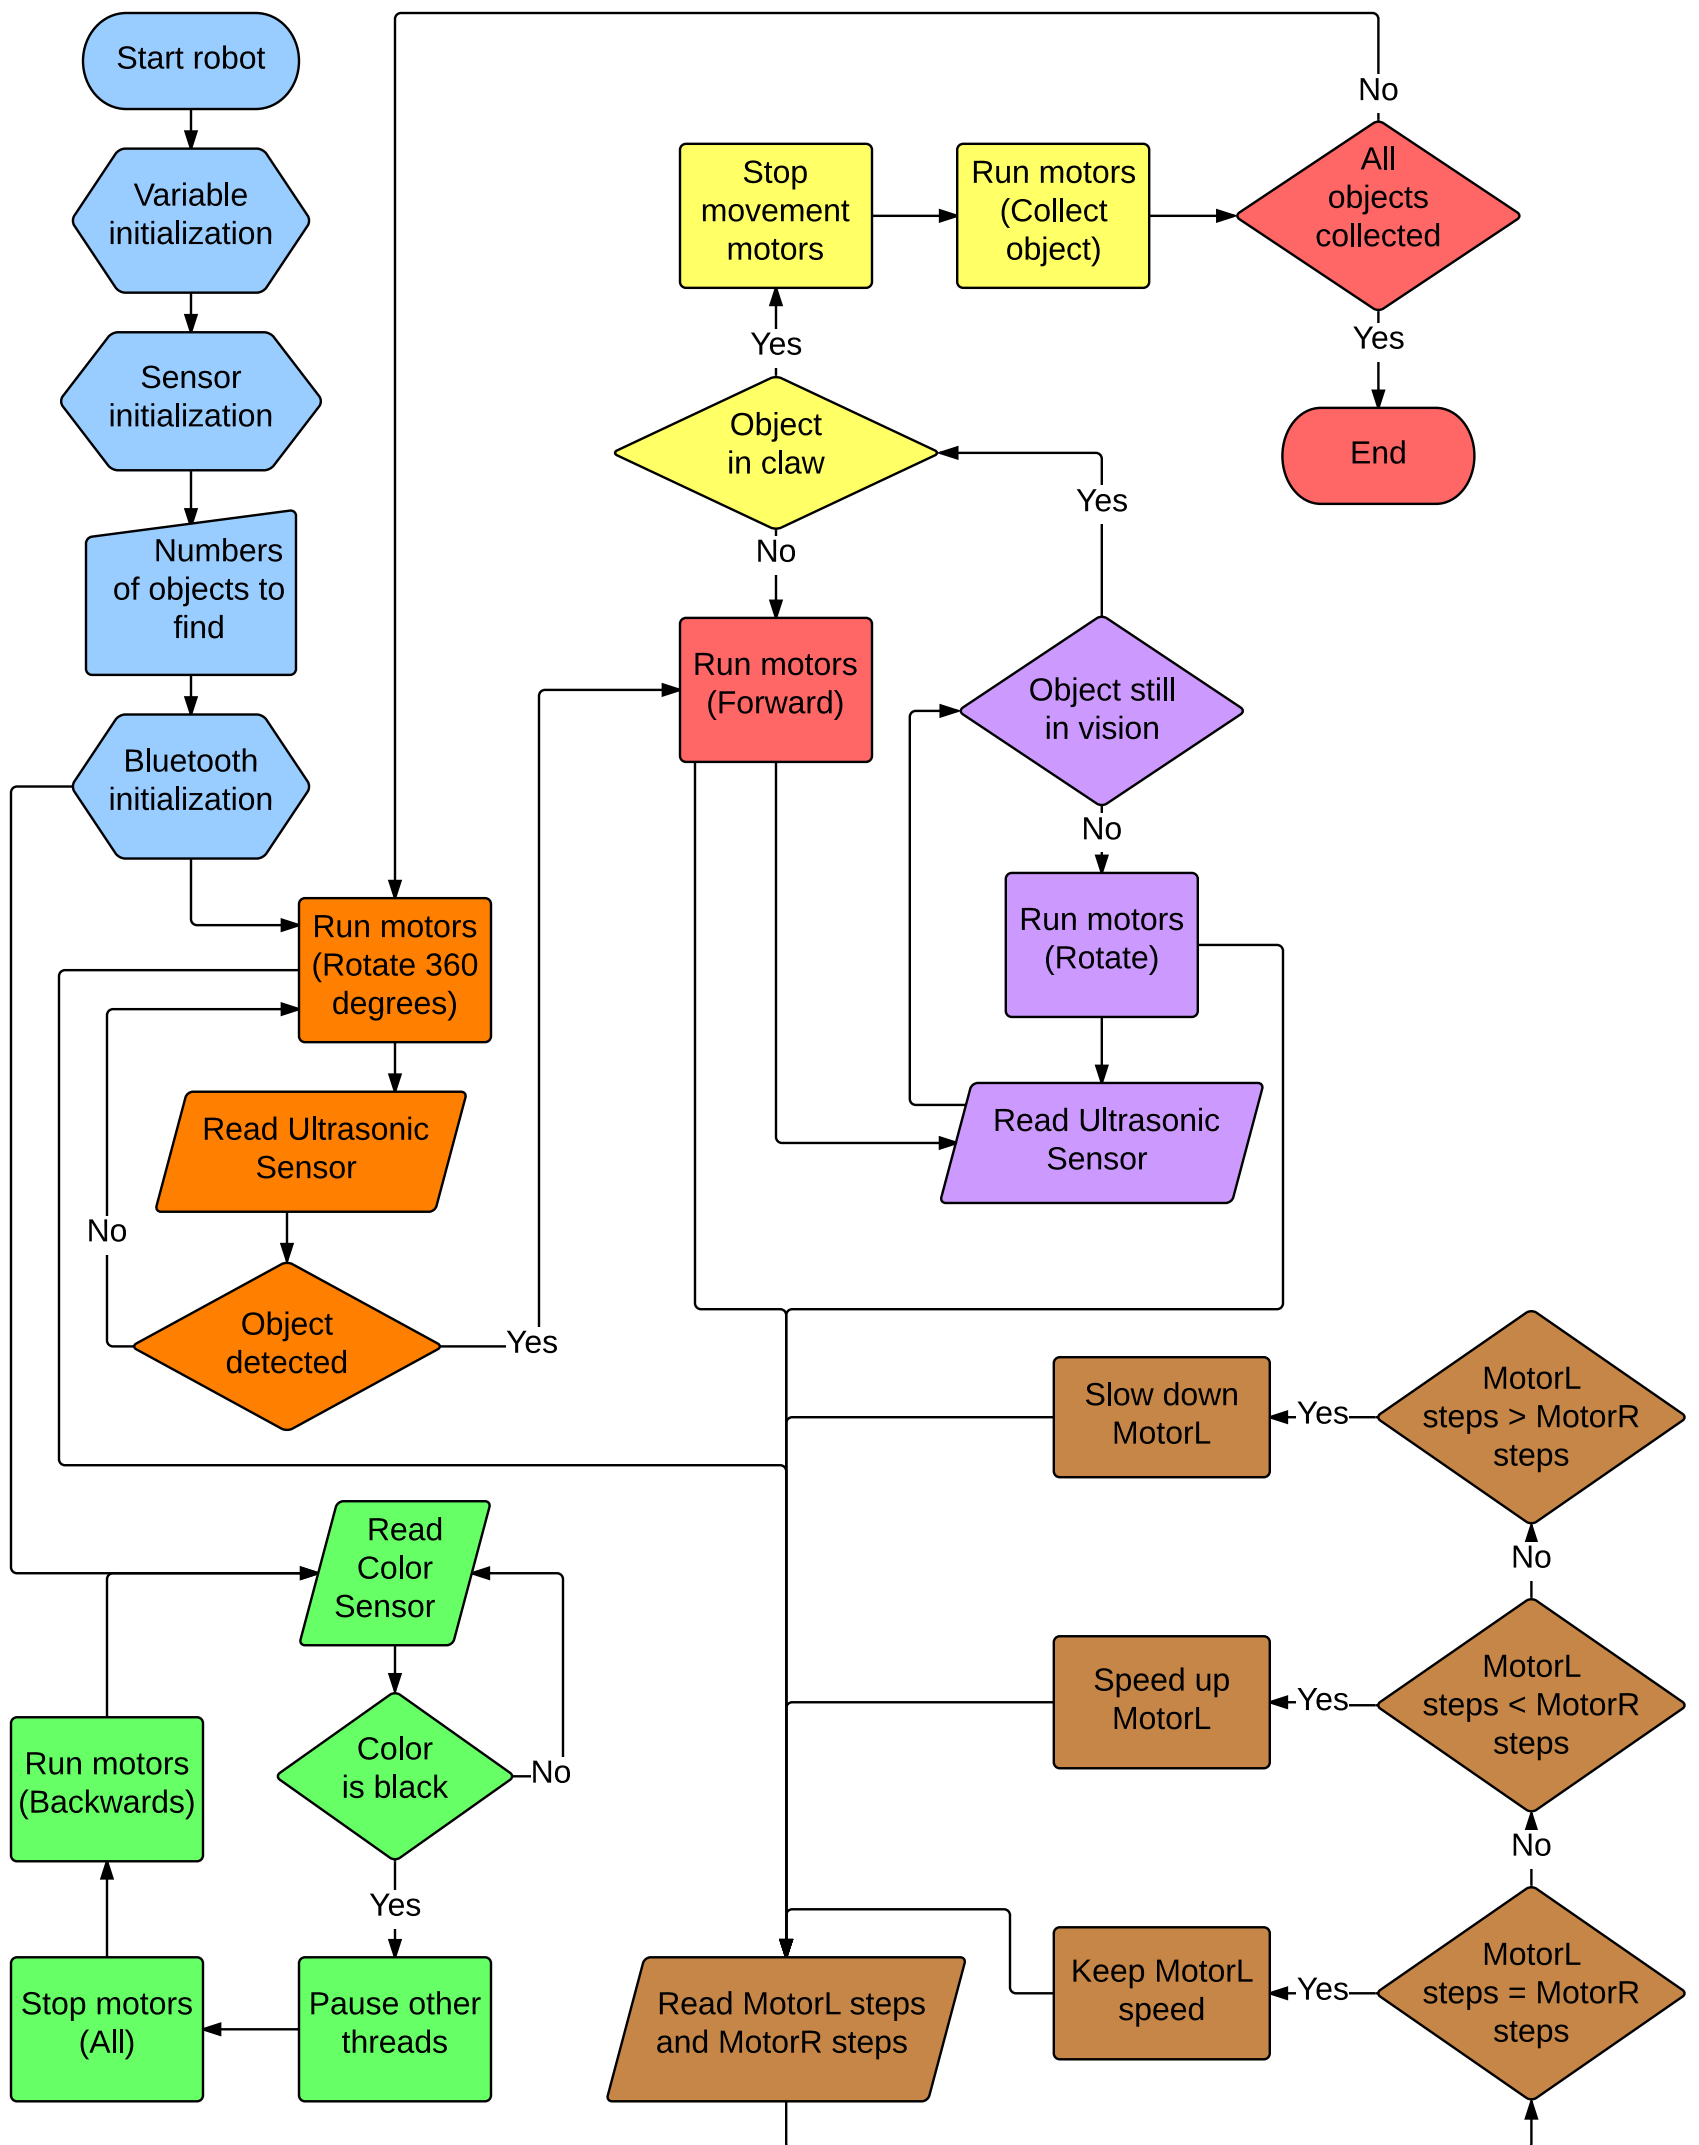 Start robot
Variable
initialization
Sensor
initialization
Numbers
of objects to
find
Bluetooth
initialization
Run motors
(Rotate 360
degrees)
Read Ultrasonic
Sensor
Object
detected
No
Yes
Stop
movement
motors
Run motors
(Collect
object)
All
objects
collected
No
Yes
End
Yes
Object
in claw
No
Yes
Run motors
(Forward)
Object still
in vision
No
Run motors
(Rotate)
Read Ultrasonic
Sensor
Read
Color
Sensor
Color
is black
No
Yes
Pause other
threads
Stop motors
(All)
Run motors
(Backwards)
Slow down
MotorL
Yes
MotorL
steps > MotorR
steps
No
Speed up
MotorL
Yes
MotorL
steps < MotorR
steps
No
Keep MotorL
speed
Yes
MotorL
steps = MotorR
steps
Read MotorL steps
and MotorR steps